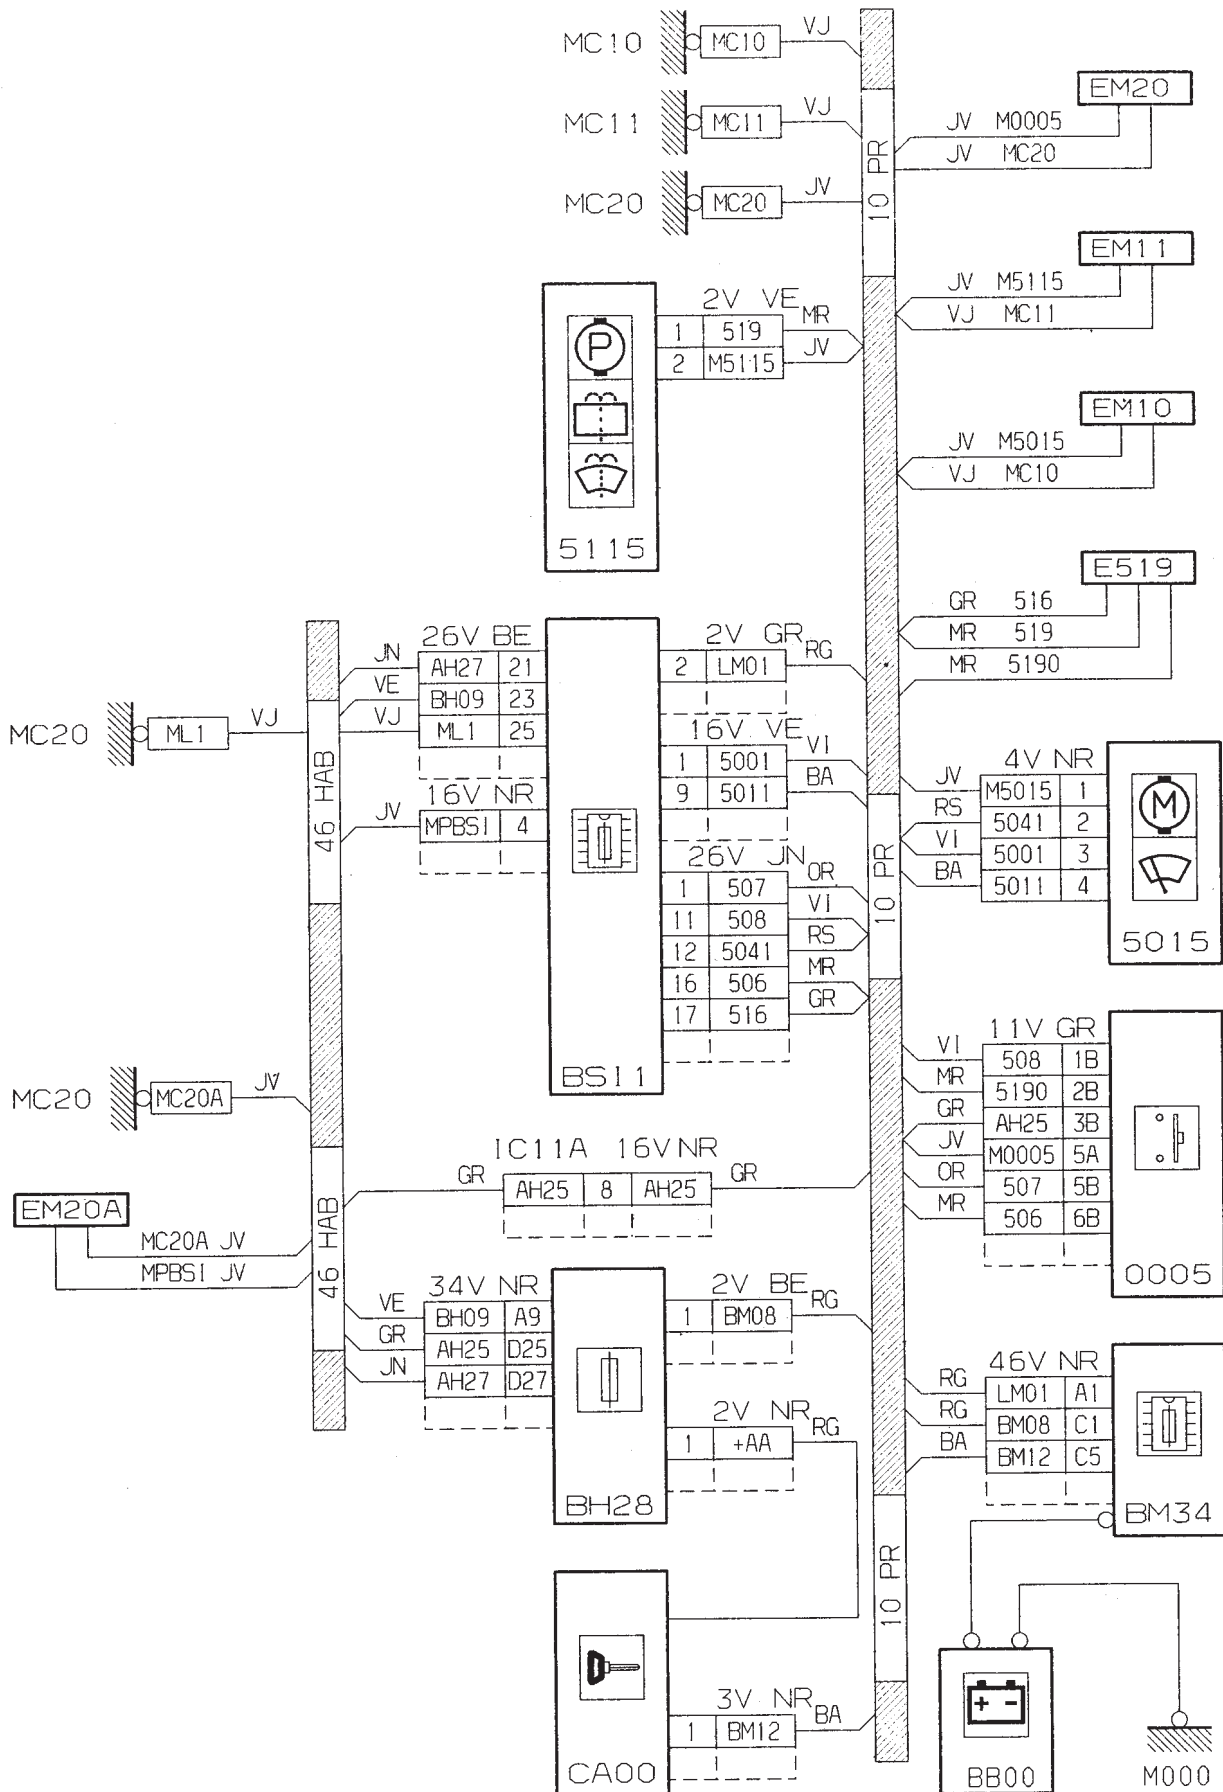 MC10 MC10 VJ
EM20
MC11 MC11 VJ
JV M0005
JV MC20
10 PR
MC20 MC20 JV
EM11
JV M5115
VJ MC11
2V VE
1 519 MR
2 M5115 JV
P
5115
EM10
JV M5015
VJ MC10
E519
GR 516
MR 519
MR 5190
26V BE
JN AH27 21
VE BH09 23
VJ ML1 25
MC20 ML1 VJ
46 HAB
16V NR
JV MPBSI 4
2V GR
2 LM01 RG
16V VE
1 5001 VI
9 5011 BA
26V JN
1 507 OR
11 508 VI
12 5041 RS
16 506 MR
17 516 GR
BSI1
10 PR
4V NR
JV M5015 1
RS 5041 2
VI 5001 3
BA 5011 4
M
5015
11V GR
VI 508 1B
MR 5190 2B
GR AH25 3B
JV M0005 5A
OR 507 5B
MR 506 6B
0005
MC20 MC20A JV
IC11A 16V NR
GR AH25 8 AH25 GR
EM20A
MC20A JV
MPBSI JV
46 HAB
34V NR
VE BH09 A9
GR AH25 D25
JN AH27 D27
2V BE
1 BM08 RG
2V NR
1 +AA RG
BH28
46V NR
RG LM01 A1
RG BM08 C1
BA BM12 C5
BM34
10 PR
3V NR
1 BM12 BA
CA00
+ -
BB00
M000